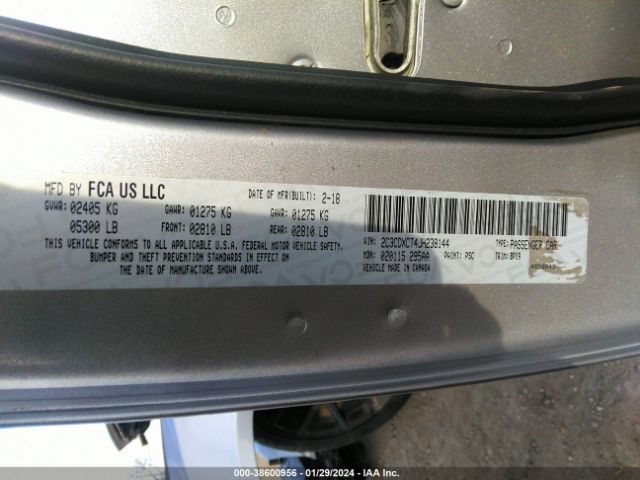 MFD BY FCA US LLC DATE OF MFR(BUILT): 2-18
GVWR: 02405 KG GAWR: 01275 KG GAWR: 01275 KG
05300 LB FRONT: 02810 LB REAR: 02810 LB
THIS VEHICLE CONFORMS TO ALL APPLICABLE U.S.A. FEDERAL MOTOR VEHICLE SAFETY,
BUMPER AND THEFT PREVENTION STANDARDS IN EFFECT ON
THE DATE OF MANUFACTURE SHOWN ABOVE.
VIN: 2C3CDXCT4JH238144 TYPE: PASSENGER CAR
MDH: 020115 295AA PAINT: PSC TRIM: BPX9
VEHICLE MADE IN CANADA
000-38600956 | 01/29/2024 | IAA Inc.